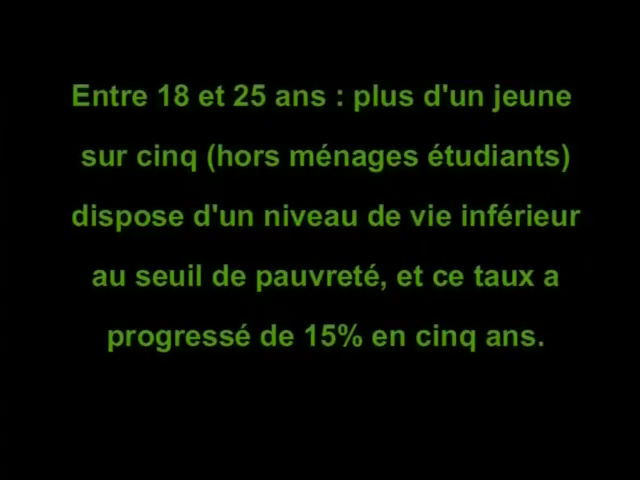 Entre 18 et 25 ans : plus d'un jeune
sur cinq (hors ménages étudiants)
dispose d'un niveau de vie inférieur
au seuil de pauvreté, et ce taux a
progressé de 15% en cinq ans.